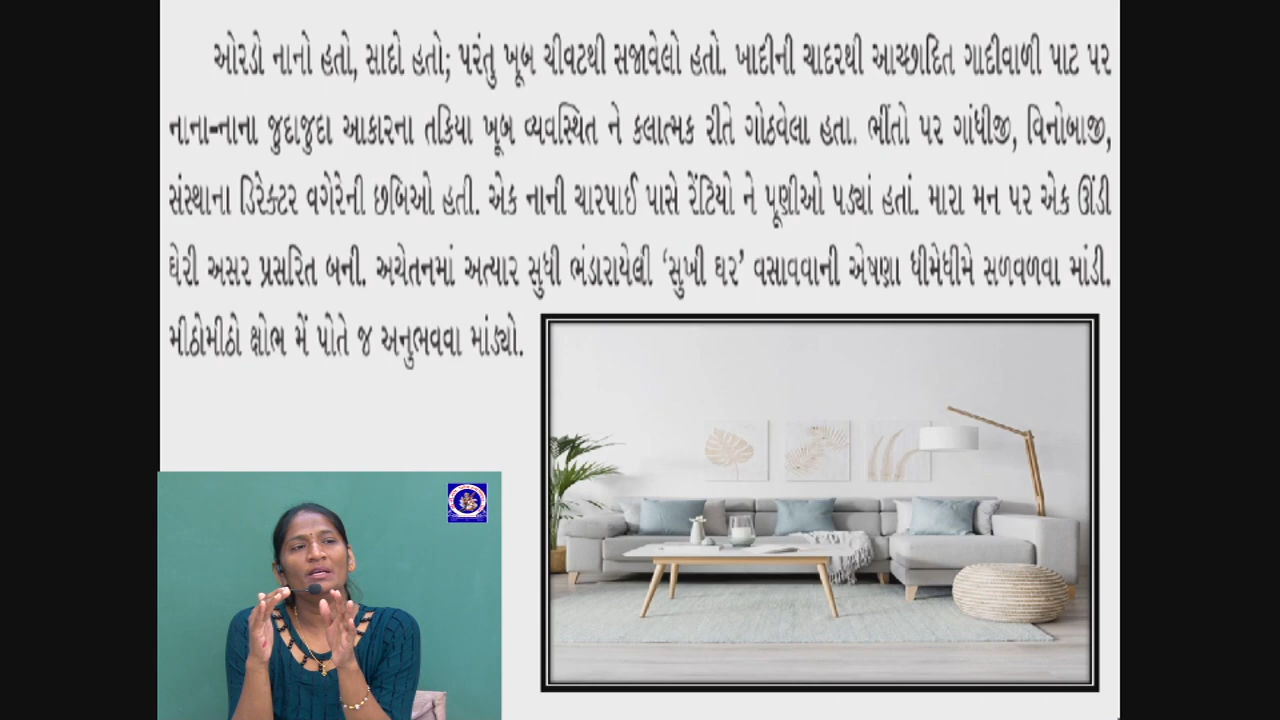 ઓરડો નાનો હતો, સાદો હતો; પરંતુ ખૂબ ચીવટથી સજાવેલો હતો. ખાદીની ચાદરથી આચ્છાદિત ગાદીવાળી પાટ પર
નાના-નાના જુદાજુદા આકારના તકિયા ખૂબ વ્યવસ્થિત ને કલાત્મક રીતે ગોઠવેલા હતા. ભીંતો પર ગાંધીજી, વિનોબાજી,
સંસ્થાના ડિરેક્ટર વગેરેની છબિઓ હતી. એક નાની ચારપાઈ પાસે રેંટિયો ને પૂણીઓ પડ્યાં હતાં. મારા મન પર એક ઊંડી
ઘેરી અસર પ્રસરિત બની. અચેતનમાં અત્યાર સુધી ભંડારાયેલી ‘સુખી ઘર’ વસાવવાની એષણા ધીમેધીમે સળવળવા માંડી.
મીઠોમીઠો ક્ષોભ મેં પોતે જ અનુભવવા માંડ્યો.